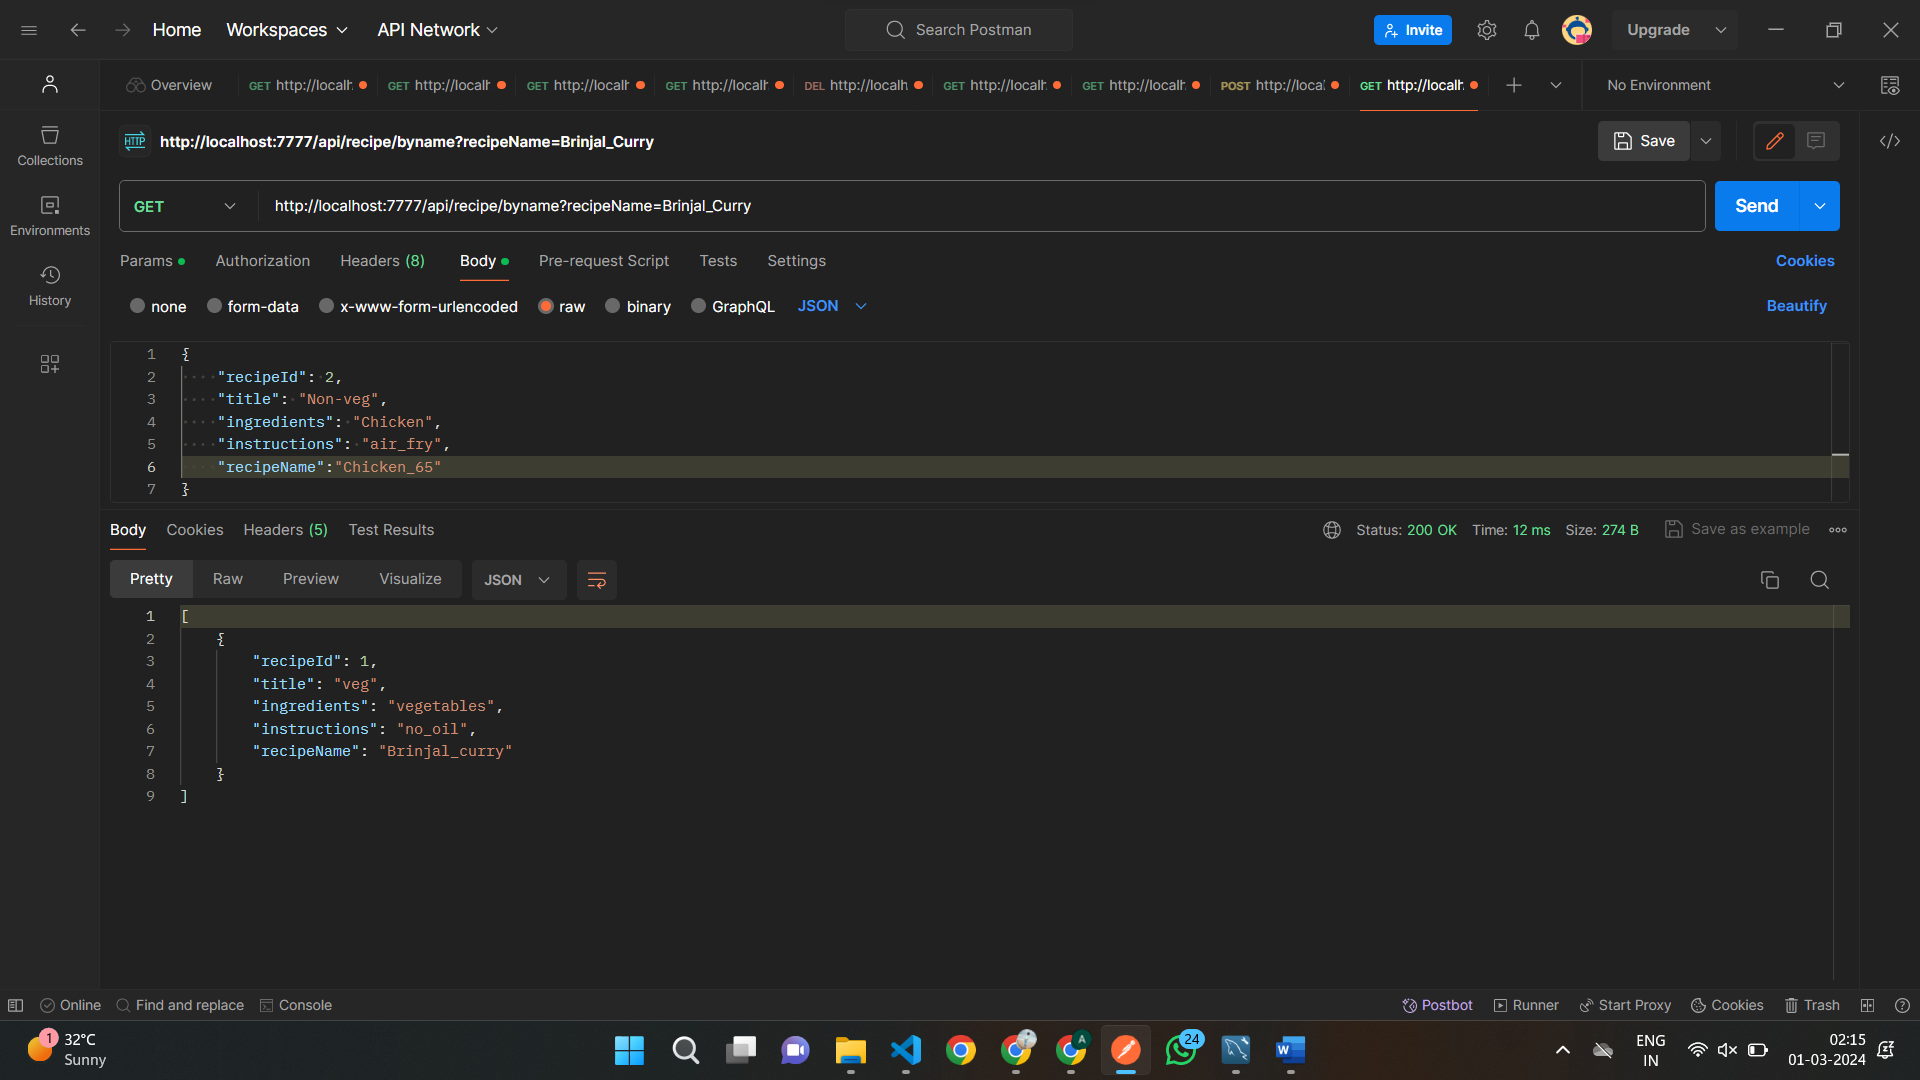 Home Workspaces API Network Search Postman Invite Upgrade
Overview GET http://localh GET http://localh GET http://localh GET http://localh DEL http://localh GET http://localh GET http://localh POST http://local GET http://localh No Environment
HTTP http://localhost:7777/api/recipe/byname?recipeName=Brinjal_Curry Save
Collections
Environments
History
GET http://localhost:7777/api/recipe/byname?recipeName=Brinjal_Curry Send
Params Authorization Headers (8) Body Pre-request Script Tests Settings Cookies
none form-data x-www-form-urlencoded raw binary GraphQL JSON Beautify
1 {
2 "recipeId": 2,
3 "title": "Non-veg",
4 "ingredients": "Chicken",
5 "instructions": "air_fry",
6 "recipeName":"Chicken_65"
7 }
Body Cookies Headers (5) Test Results Status: 200 OK Time: 12 ms Size: 274 B Save as example
Pretty Raw Preview Visualize JSON
1 [
2 {
3 "recipeId": 1,
4 "title": "veg",
5 "ingredients": "vegetables",
6 "instructions": "no_oil",
7 "recipeName": "Brinjal_curry"
8 }
9 ]
Online Find and replace Console Postbot Runner Start Proxy Cookies Trash
1 32°C
Sunny
A
24
W
ENG
IN
02:15
01-03-2024